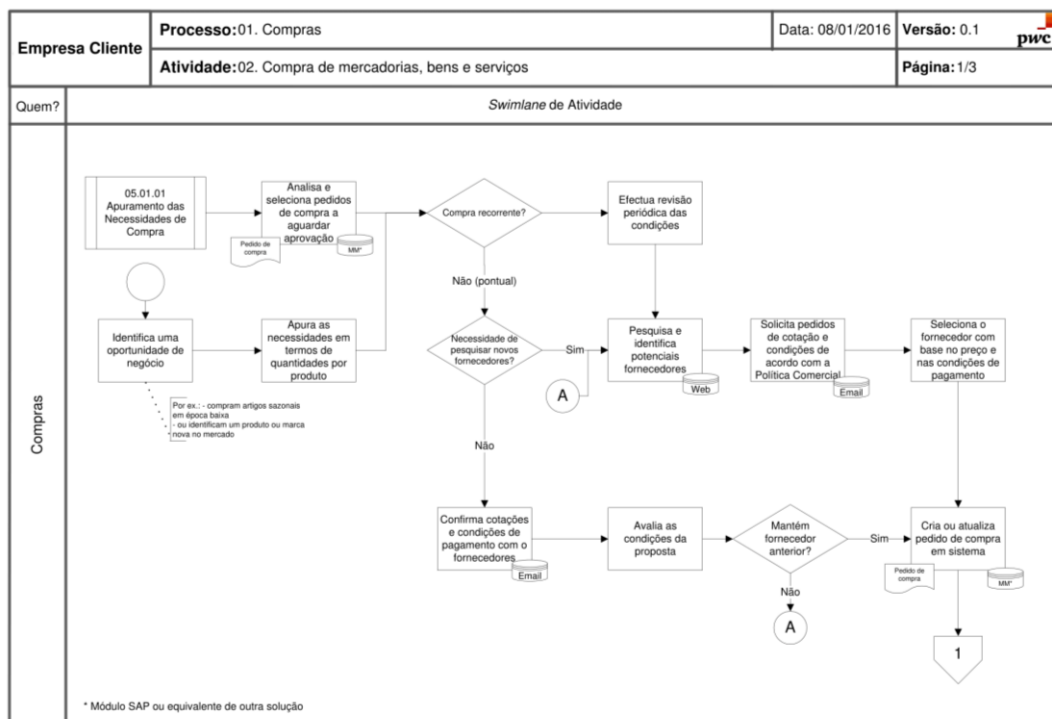 Empresa Cliente
Processo: 01. Compras
Data: 08/01/2016
Versão: 0.1
pwc
Atividade: 02. Compra de mercadorias, bens e serviços
Página: 1/3
Quem?
Swimlane de Atividade
Compras
05.01.01
Apuramento das
Necessidades de
Compra
Analisa e
seleciona pedidos
de compra a
aguardar
aprovação
Pedido de
compra
MM*
Compra recorrente?
Efectua revisão
periódica das
condições
Não (pontual)
Identifica uma
oportunidade de
negócio
Apura as
necessidades em
termos de
quantidades por
produto
Necessidade de
pesquisar novos
fornecedores?
Sim
A
Pesquisa e
identifica
potenciais
fornecedores
Web
Solicita pedidos
de cotação e
condições de
acordo com a
Política Comercial
Email
Seleciona o
fornecedor com
base no preço e
nas condições de
pagamento
Por ex.: - compram artigos sazonais
em época baixa
- ou identificam um produto ou marca
nova no mercado
Não
Confirma cotações
e condições de
pagamento com o
fornecedores
Email
Avalia as
condições da
proposta
Mantém
fornecedor
anterior?
Sim
Não
A
Cria ou atualiza
pedido de compra
em sistema
Pedido de
compra
MM*
1
* Módulo SAP ou equivalente de outra solução